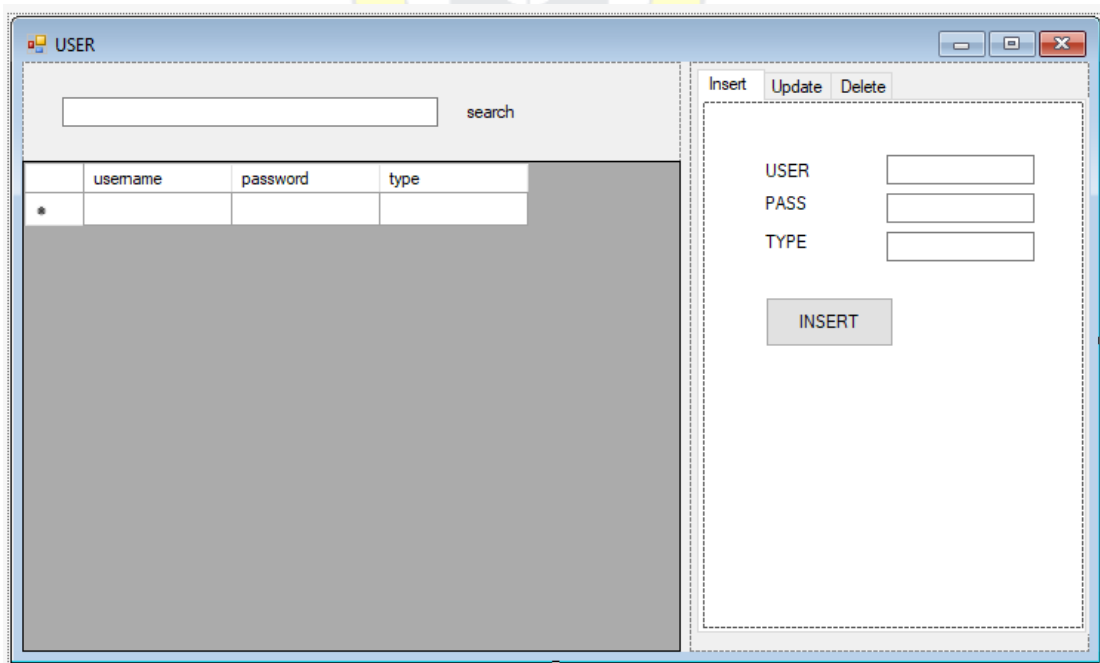 USER
search
username password type
*
Insert Update Delete
USER
PASS
TYPE
INSERT